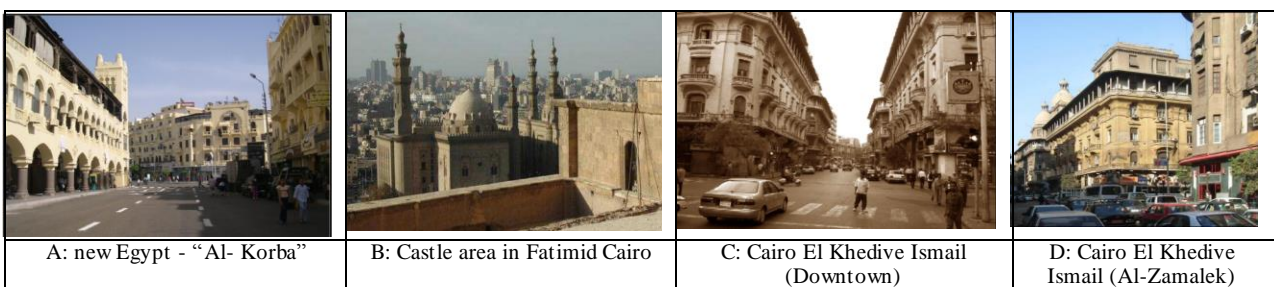 A: new Egypt - “Al- Korba”
B: Castle area in Fatimid Cairo
C: Cairo El Khedive Ismail
(Downtown)
D: Cairo El Khedive
Ismail (Al-Zamalek)